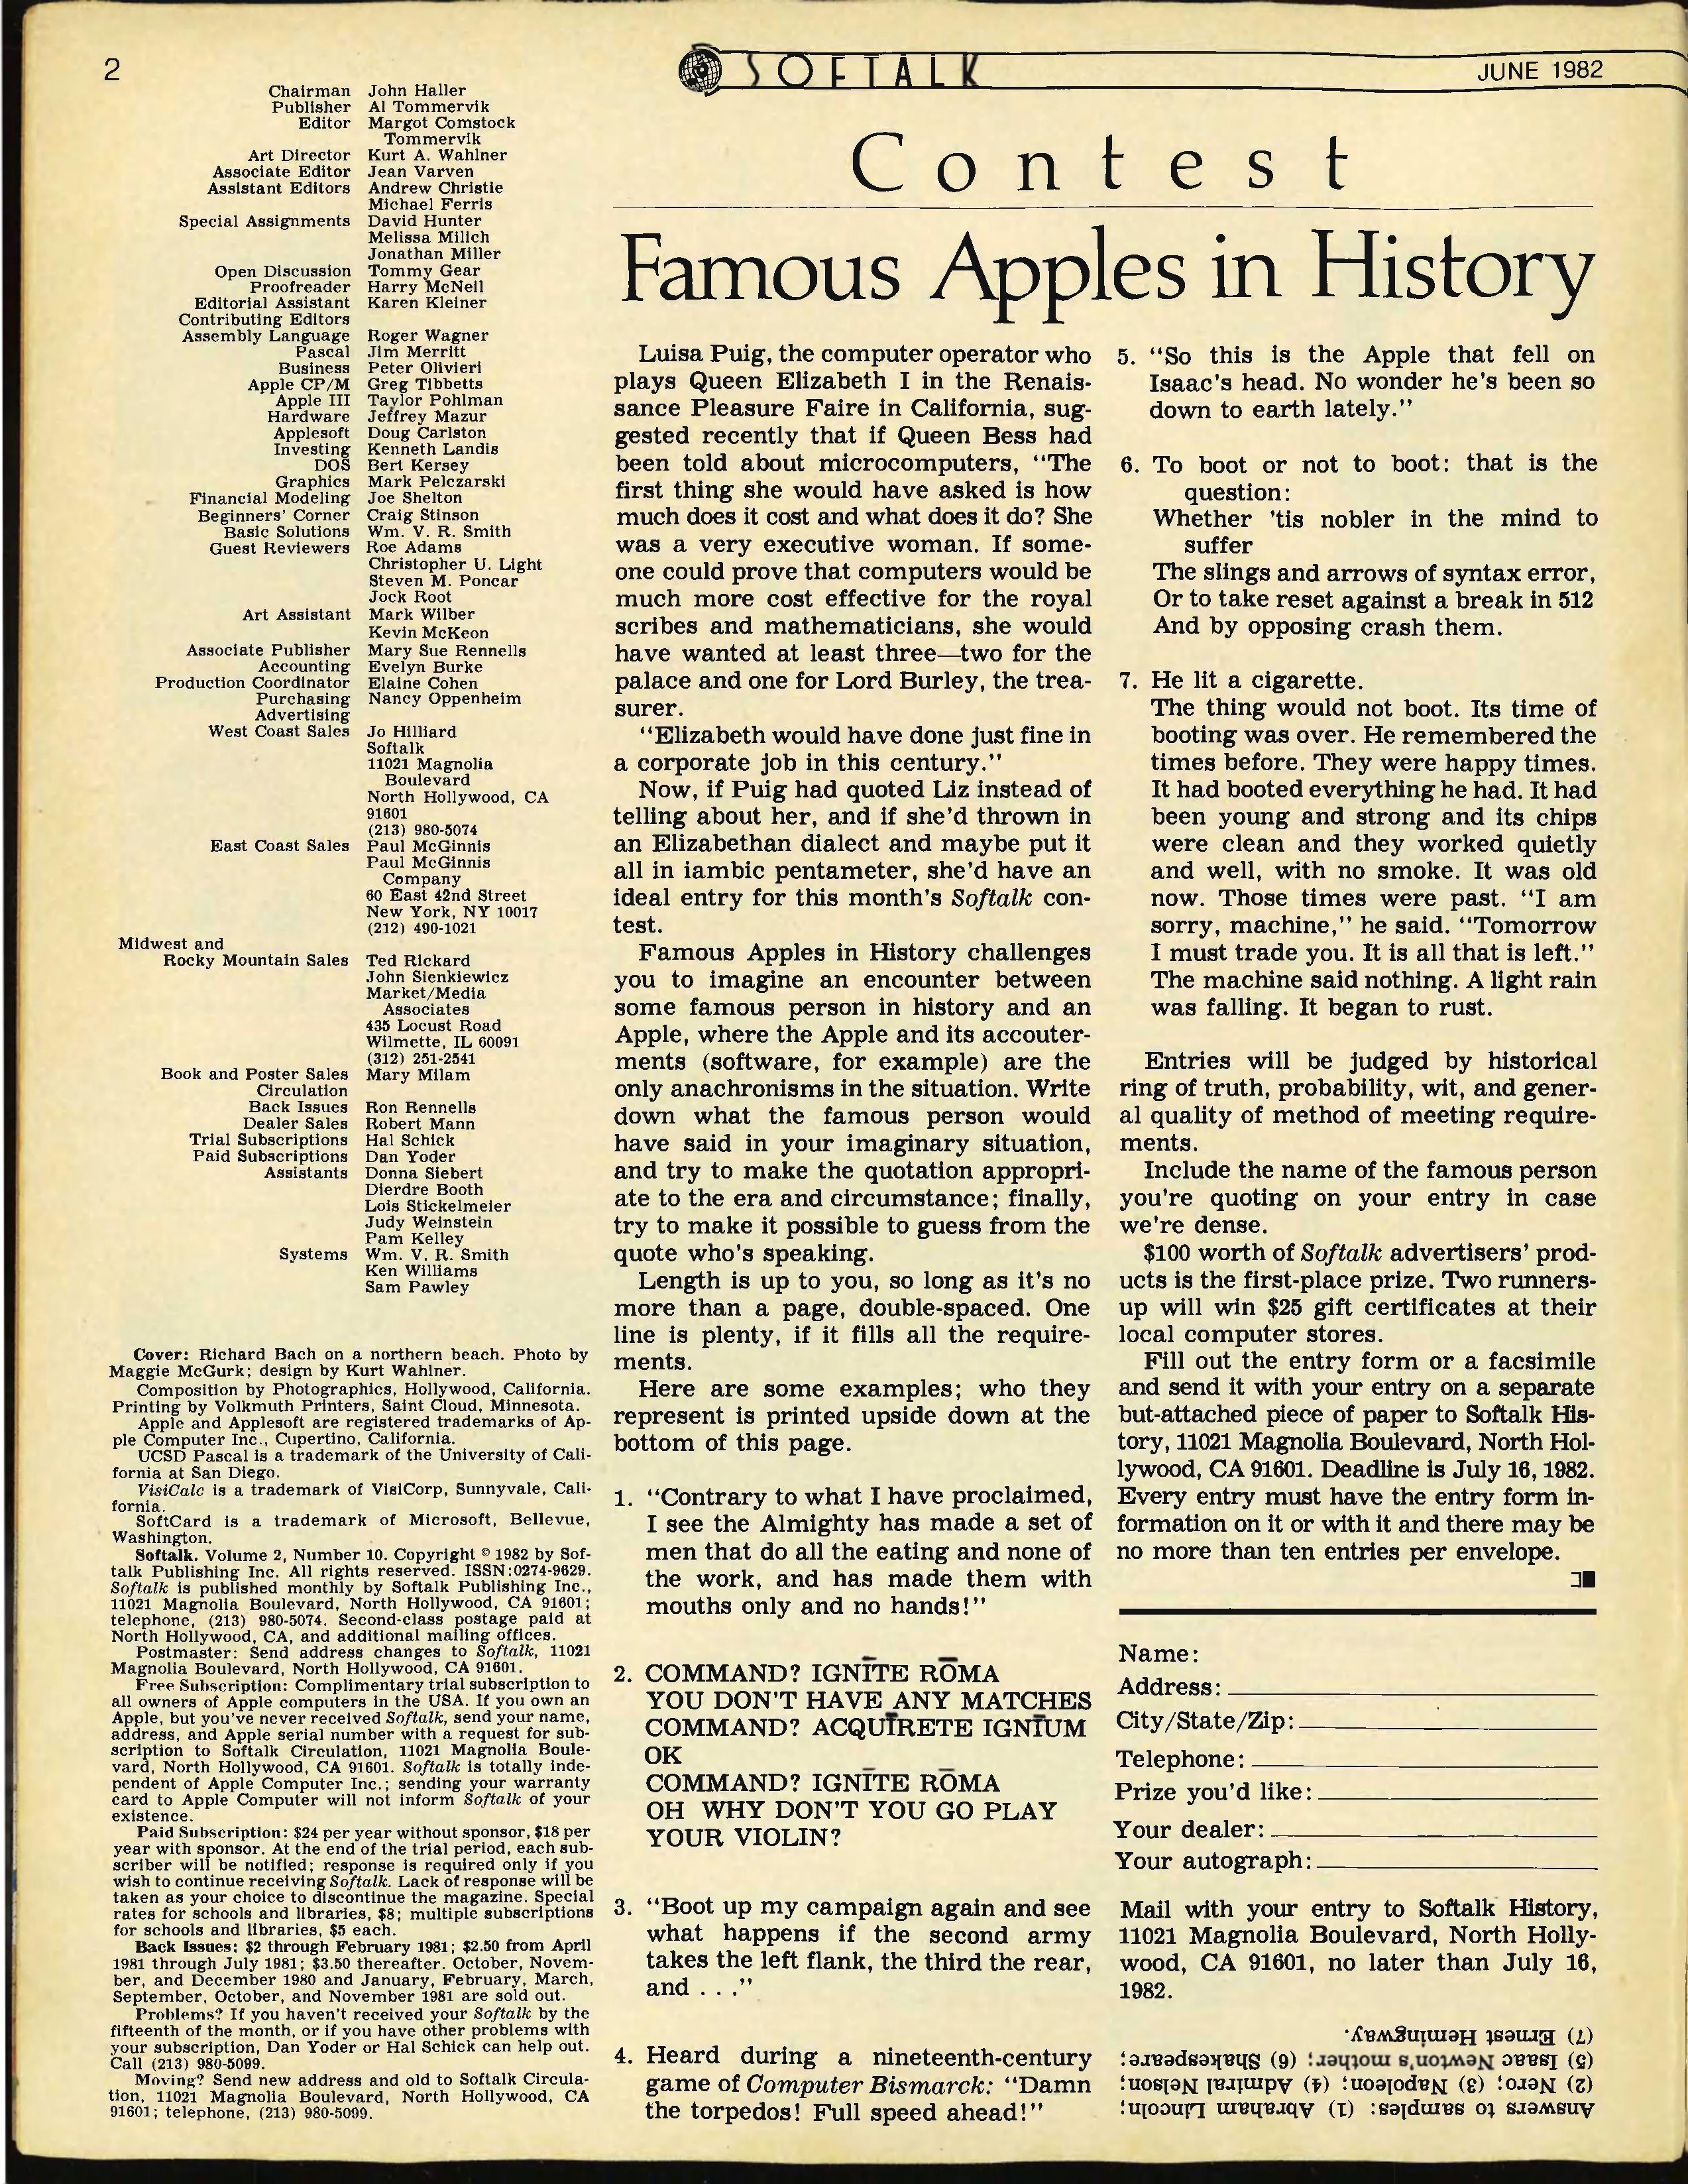 2
SOFTALK
JUNE 1982
Chairman John Haller
Publisher Al Tommervik
Editor Margot Comstock
Tommervik
Art Director Kurt A. Wahlner
Associate Editor Jean Varven
Assistant Editors Andrew Christie
Michael Ferris
Special Assignments David Hunter
Melissa Milich
Jonathan Miller
Open Discussion Tommy Gear
Proofreader Harry McNeil
Editorial Assistant Karen Kleiner
Contributing Editors
Assembly Language Roger Wagner
Pascal Jim Merritt
Business Peter Olivieri
Apple CP/M Greg Tibbetts
Apple III Taylor Pohlman
Hardware Jeffrey Mazur
Applesoft Doug Carlston
Investing Kenneth Landis
DOS Bert Kersey
Graphics Mark Pelczarski
Financial Modeling Joe Shelton
Beginners' Corner Craig Stinson
Basic Solutions Wm. V. R. Smith
Guest Reviewers Roe Adams
Christopher U. Light
Steven M. Poncar
Jock Root
Art Assistant Mark Wilber
Kevin McKeon
Associate Publisher Mary Sue Rennells
Accounting Evelyn Burke
Production Coordinator Elaine Cohen
Purchasing Nancy Oppenheim
Advertising
West Coast Sales Jo Hilliard
Softalk
11021 Magnolia
Boulevard
North Hollywood, CA
91601
(213) 980-5074
East Coast Sales Paul McGinnis
Paul McGinnis
Company
60 East 42nd Street
New York, NY 10017
(212) 490-1021
Midwest and
Rocky Mountain Sales Ted Rickard
John Sienkiewicz
Market/Media
Associates
435 Locust Road
Wilmette, IL 60091
(312) 251-2541
Book and Poster Sales Mary Milam
Circulation
Back Issues Ron Rennells
Dealer Sales Robert Mann
Trial Subscriptions Hal Schick
Paid Subscriptions Dan Yoder
Assistants Donna Siebert
Dierdre Booth
Lois Stickelmeier
Judy Weinstein
Pam Kelley
Systems Wm. V. R. Smith
Ken Williams
Sam Pawley
Cover: Richard Bach on a northern beach. Photo by
Maggie McGurk; design by Kurt Wahlner.
Composition by Photographics, Hollywood, California.
Printing by Volkmuth Printers, Saint Cloud, Minnesota.
Apple and Applesoft are registered trademarks of Ap-
ple Computer Inc., Cupertino, California.
UCSD Pascal is a trademark of the University of Cali-
fornia at San Diego.
VisiCalc is a trademark of VisiCorp, Sunnyvale, Cali-
fornia.
SoftCard is a trademark of Microsoft, Bellevue,
Washington.
Softalk. Volume 2, Number 10. Copyright © 1982 by Sof-
talk Publishing Inc. All rights reserved. ISSN:0274-9629.
Softalk is published monthly by Softalk Publishing Inc.,
11021 Magnolia Boulevard, North Hollywood, CA 91601;
telephone, (213) 980-5074. Second-class postage paid at
North Hollywood, CA, and additional mailing offices.
Postmaster: Send address changes to Softalk, 11021
Magnolia Boulevard, North Hollywood, CA 91601.
Free Subscription: Complimentary trial subscription to
all owners of Apple computers in the USA. If you own an
Apple, but you've never received Softalk, send your name,
address, and Apple serial number with a request for sub-
scription to Softalk Circulation, 11021 Magnolia Boule-
vard, North Hollywood, CA 91601. Softalk is totally inde-
pendent of Apple Computer Inc.; sending your warranty
card to Apple Computer will not inform Softalk of your
existence.
Paid Subscription: $24 per year without sponsor, $18 per
year with sponsor. At the end of the trial period, each sub-
scriber will be notified; response is required only if you
wish to continue receiving Softalk. Lack of response will be
taken as your choice to discontinue the magazine. Special
rates for schools and libraries, $8; multiple subscriptions
for schools and libraries, $5 each.
Back Issues: $2 through February 1981; $2.50 from April
1981 through July 1981; $3.50 thereafter. October, Novem-
ber, and December 1980 and January, February, March,
September, October, and November 1981 are sold out.
Problems? If you haven't received your Softalk by the
fifteenth of the month, or if you have other problems with
your subscription, Dan Yoder or Hal Schick can help out.
Call (213) 980-5099.
Moving? Send new address and old to Softalk Circula-
tion, 11021 Magnolia Boulevard, North Hollywood, CA
91601; telephone, (213) 980-5099.
Contest
Famous Apples in History
Luisa Puig, the computer operator who
plays Queen Elizabeth I in the Renais-
sance Pleasure Faire in California, sug-
gested recently that if Queen Bess had
been told about microcomputers, "The
first thing she would have asked is how
much does it cost and what does it do? She
was a very executive woman. If some-
one could prove that computers would be
much more cost effective for the royal
scribes and mathematicians, she would
have wanted at least three—two for the
palace and one for Lord Burley, the trea-
surer.
"Elizabeth would have done just fine in
a corporate job in this century."
Now, if Puig had quoted Liz instead of
telling about her, and if she'd thrown in
an Elizabethan dialect and maybe put it
all in iambic pentameter, she'd have an
ideal entry for this month's Softalk con-
test.
Famous Apples in History challenges
you to imagine an encounter between
some famous person in history and an
Apple, where the Apple and its accouter-
ments (software, for example) are the
only anachronisms in the situation. Write
down what the famous person would
have said in your imaginary situation,
and try to make the quotation appropri-
ate to the era and circumstance; finally,
try to make it possible to guess from the
quote who's speaking.
Length is up to you, so long as it's no
more than a page, double-spaced. One
line is plenty, if it fills all the require-
ments.
Here are some examples; who they
represent is printed upside down at the
bottom of this page.
1. "Contrary to what I have proclaimed,
I see the Almighty has made a set of
men that do all the eating and none of
the work, and has made them with
mouths only and no hands!"
2. COMMAND? IGNĪTE RŌMA
YOU DON'T HAVE ANY MATCHES
COMMAND? ACQUĪRETE IGNĪUM
OK
COMMAND? IGNĪTE RŌMA
OH WHY DON'T YOU GO PLAY
YOUR VIOLIN?
3. "Boot up my campaign again and see
what happens if the second army
takes the left flank, the third the rear,
and . . ."
4. Heard during a nineteenth-century
game of Computer Bismarck: "Damn
the torpedos! Full speed ahead!"
5. "So this is the Apple that fell on
Isaac's head. No wonder he's been so
down to earth lately."
6. To boot or not to boot: that is the
question:
Whether 'tis nobler in the mind to
suffer
The slings and arrows of syntax error,
Or to take reset against a break in 512
And by opposing crash them.
7. He lit a cigarette.
The thing would not boot. Its time of
booting was over. He remembered the
times before. They were happy times.
It had booted everything he had. It had
been young and strong and its chips
were clean and they worked quietly
and well, with no smoke. It was old
now. Those times were past. "I am
sorry, machine," he said. "Tomorrow
I must trade you. It is all that is left."
The machine said nothing. A light rain
was falling. It began to rust.
Entries will be judged by historical
ring of truth, probability, wit, and gener-
al quality of method of meeting require-
ments.
Include the name of the famous person
you're quoting on your entry in case
we're dense.
$100 worth of Softalk advertisers' prod-
ucts is the first-place prize. Two runners-
up will win $25 gift certificates at their
local computer stores.
Fill out the entry form or a facsimile
and send it with your entry on a separate
but-attached piece of paper to Softalk His-
tory, 11021 Magnolia Boulevard, North Hol-
lywood, CA 91601. Deadline is July 16, 1982.
Every entry must have the entry form in-
formation on it or with it and there may be
no more than ten entries per envelope.
Name:
Address:
City/State/Zip:
Telephone:
Prize you'd like:
Your dealer:
Your autograph:
Mail with your entry to Softalk History,
11021 Magnolia Boulevard, North Holly-
wood, CA 91601, no later than July 16,
1982.
Answers to samples: (1) Abraham Lincoln;
(2) Nero; (3) Napoleon; (4) Admiral Nelson;
(5) Isaac Newton's mother; (6) Shakespeare;
(7) Ernest Hemingway.